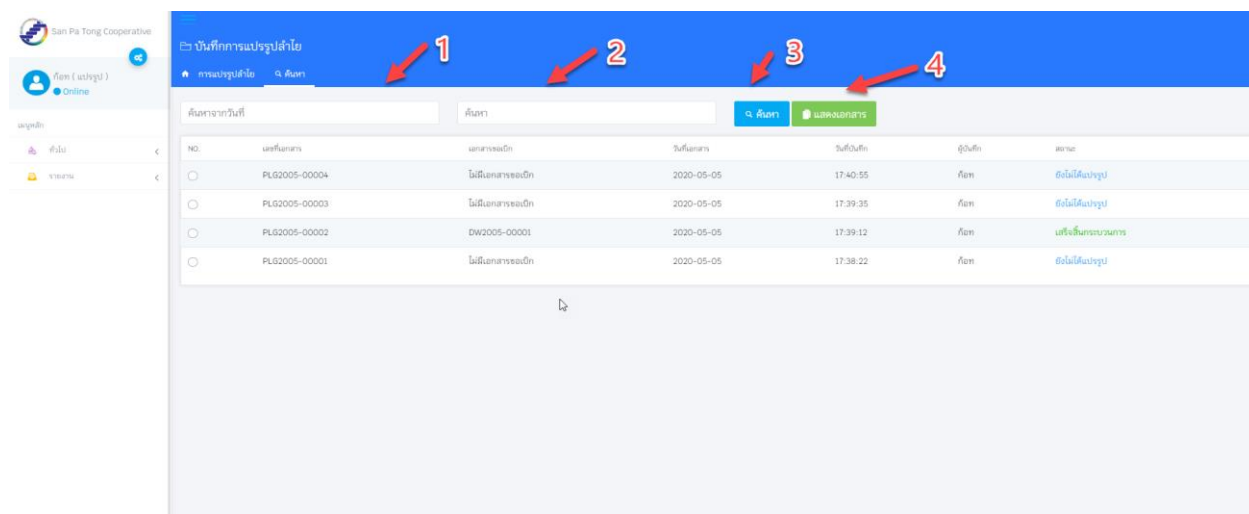 San Pa Tong Cooperative
ก๊อท ( แปรรูป )
Online
เมนูหลัก
ทั่วไป
รายงาน
บันทึกการแปรรูปลำไย
การแปรรูปลำไย ค้นหา
1 2 3 4
ค้นหาจากวันที่ ค้นหา ค้นหา แสดงเอกสาร
NO. เลขที่เอกสาร เอกสารขอเบิก วันที่เอกสาร วันที่บันทึก ผู้บันทึก สถานะ
PLG2005-00004 ไม่มีเอกสารขอเบิก 2020-05-05 17:40:55 ก๊อท ยังไม่ได้แปรรูป
PLG2005-00003 ไม่มีเอกสารขอเบิก 2020-05-05 17:39:35 ก๊อท ยังไม่ได้แปรรูป
PLG2005-00002 DW2005-00001 2020-05-05 17:39:12 ก๊อท เสร็จสิ้นกระบวนการ
PLG2005-00001 ไม่มีเอกสารขอเบิก 2020-05-05 17:38:22 ก๊อท ยังไม่ได้แปรรูป